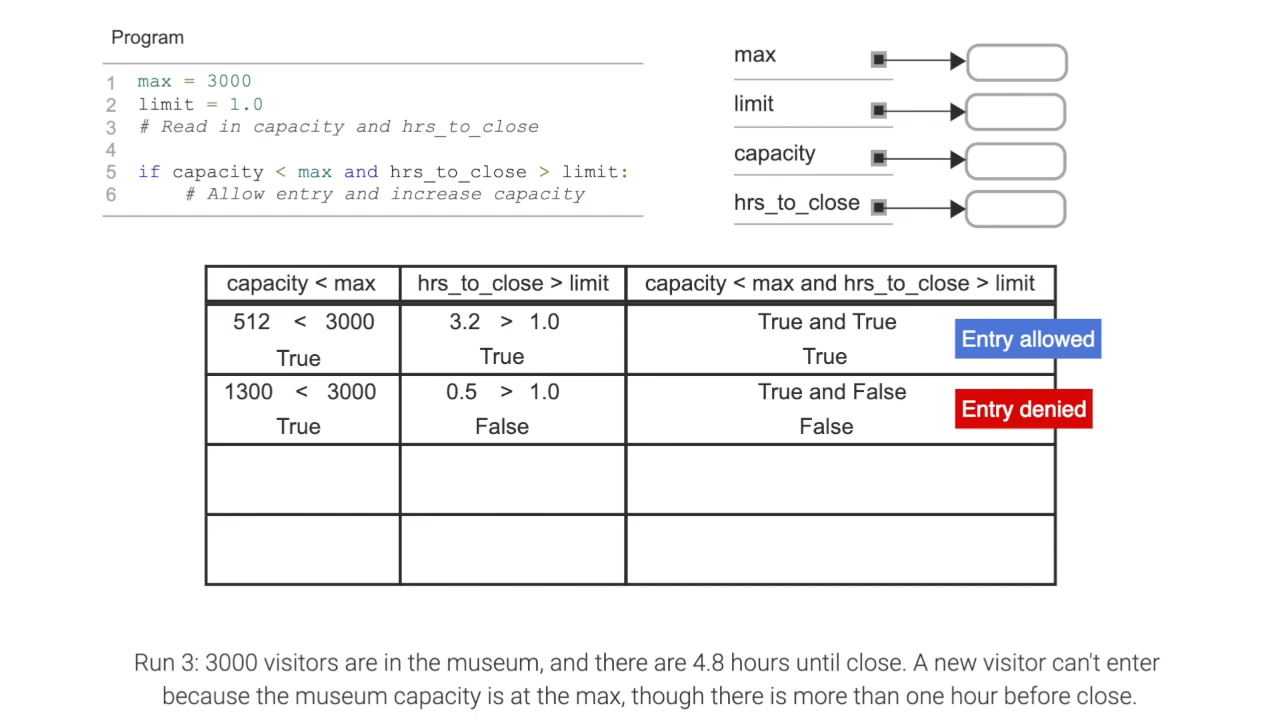 Program
1 max = 3000
2 limit = 1.0
3 # Read in capacity and hrs_to_close
4
5 if capacity < max and hrs_to_close > limit:
6 # Allow entry and increase capacity
max
limit
capacity
hrs_to_close
capacity < max hrs_to_close > limit capacity < max and hrs_to_close > limit
512 < 3000 3.2 > 1.0 True and True
True True True
Entry allowed
1300 < 3000 0.5 > 1.0 True and False
True False False
Entry denied
Run 3: 3000 visitors are in the museum, and there are 4.8 hours until close. A new visitor can't enter
because the museum capacity is at the max, though there is more than one hour before close.